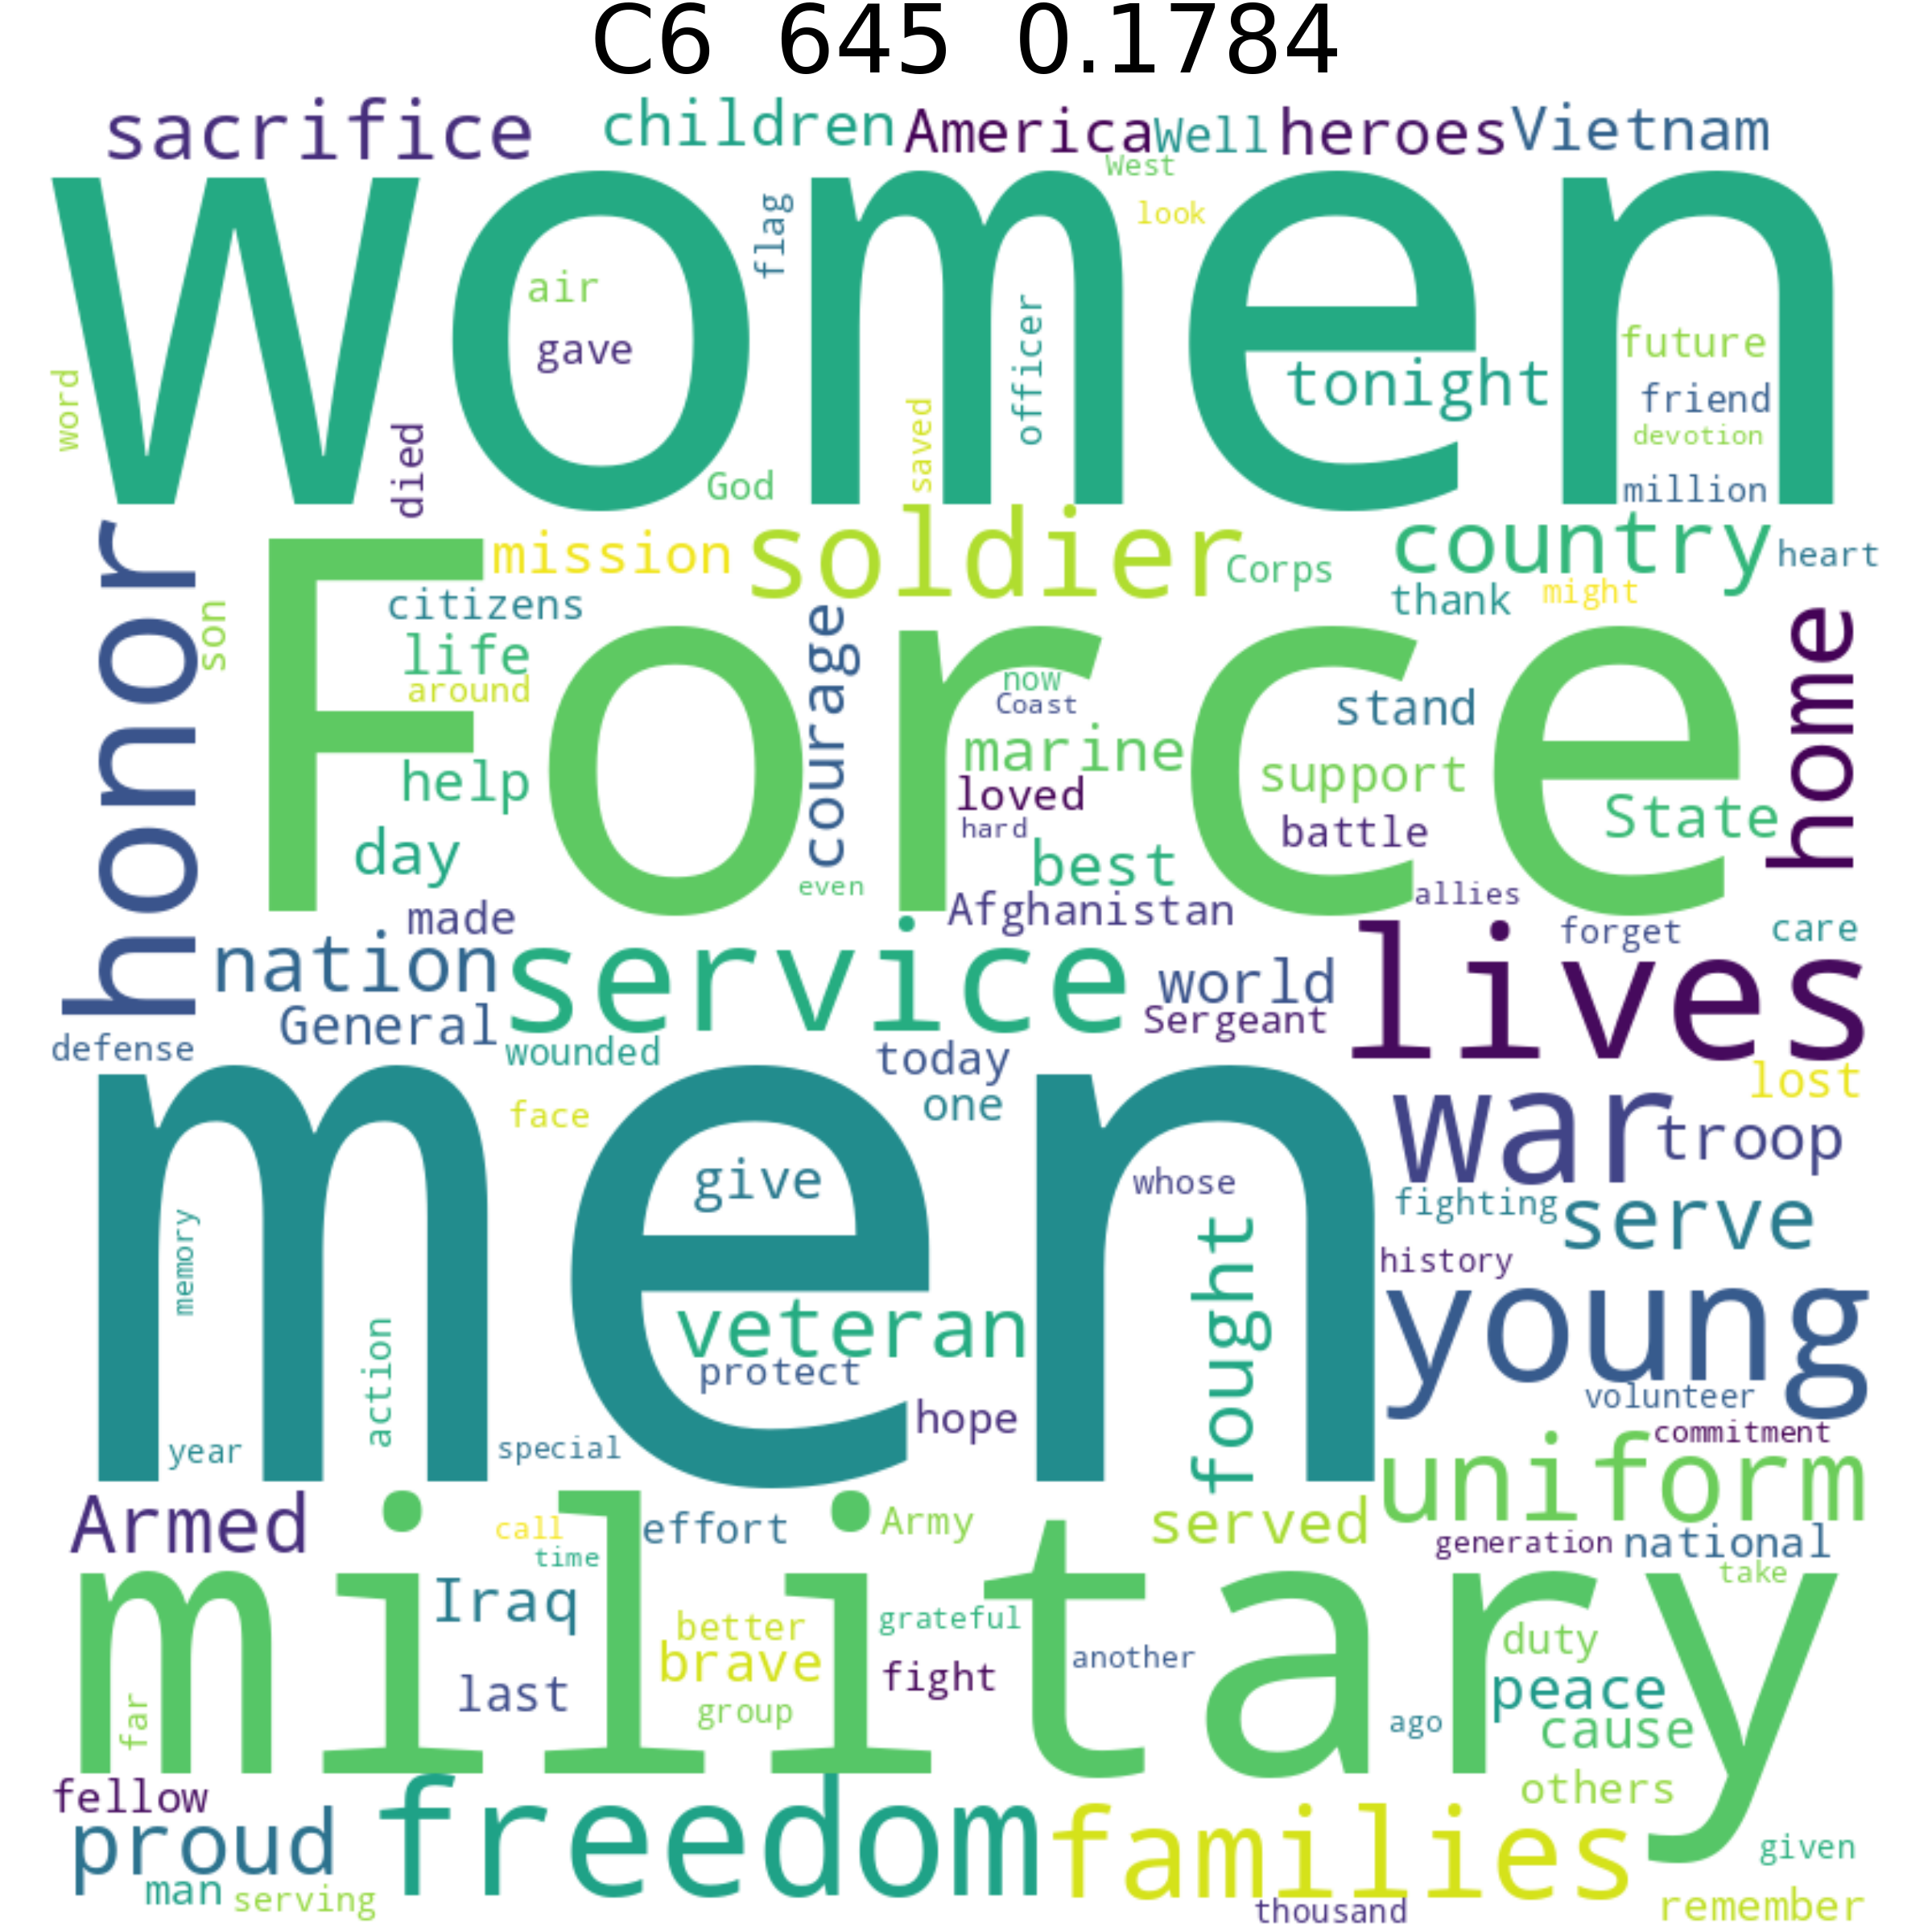 C6 645 0.1784
sacrifice children America Well heroes Vietnam
West
women
flag look
air
gave officer future
tonight
word friend
died saved devotion
God million
honor mission soldier country heart
Corps
citizens thank might
son courage home
Force
life
around now
Coast stand
marine
help loved support
hard battle State
day best
even
made Afghanistan allies
nation service lives forget care
world
General Sergeant
defense wounded today
men one lost
face war troop
give whose
memory fighting serve
fought history
action veteran young
protect
hope volunteer
year special commitment
uniform
Armed call effort Army served
time generation national
military take
Iraq
better grateful
brave another duty
last fight peace
far group ago cause
fellow others
proud freedom families
given
man serving remember
thousand